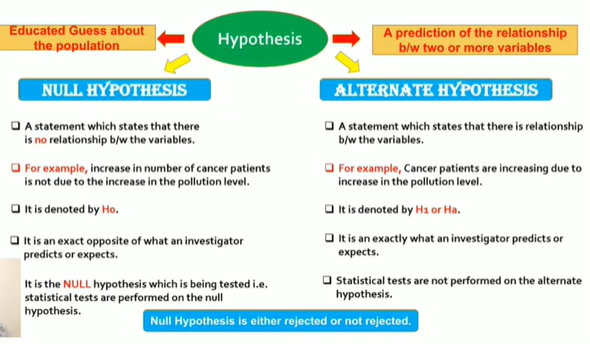 Educated Guess about
the population
Hypothesis
A prediction of the relationship
b/w two or more variables
NULL HYPOTHESIS
❑ A statement which states that there
is no relationship b/w the variables.
❑ For example, increase in number of cancer patients
is not due to the increase in the pollution level.
❑ It is denoted by Ho.
❑ It is an exact opposite of what an investigator
predicts or expects.
It is the NULL hypothesis which is being tested i.e.
statistical tests are performed on the null
hypothesis.
ALTERNATE HYPOTHESIS
❑ A statement which states that there is relationship
b/w the variables.
❑ For example, Cancer patients are increasing due to
increase in the pollution level.
❑ It is denoted by H1 or Ha.
❑ It is an exactly what an investigator predicts or
expects.
❑ Statistical tests are not performed on the alternate
hypothesis.
Null Hypothesis is either rejected or not rejected.